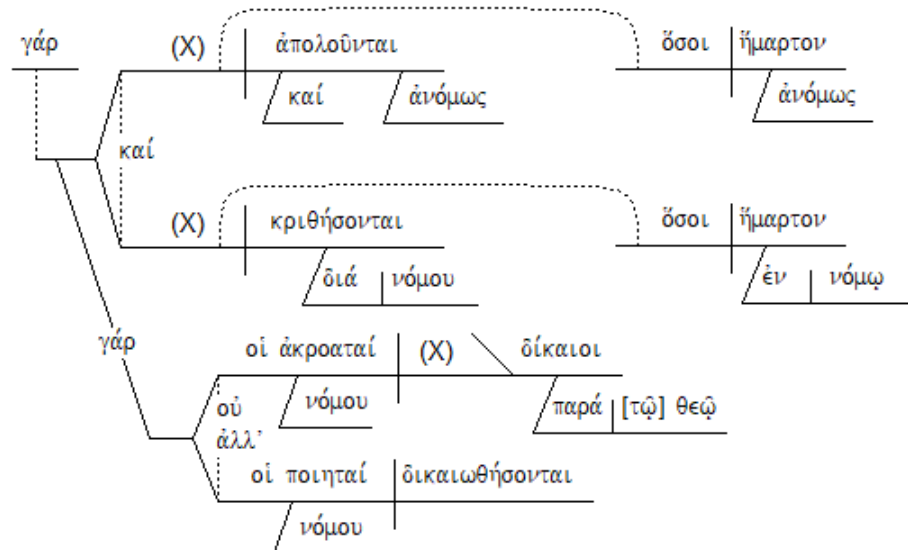 γάρ (X) ἀπολοῦνται ὅσοι ἥμαρτον
καί ἀνόμως ἀνόμως
καί
(X) κριθήσονται ὅσοι ἥμαρτον
διά νόμου ἐν νόμῳ
γάρ οἱ ἀκροαταί (X) δίκαιοι
οὐ νόμου παρά [τῷ] θεῷ
ἀλλ’
οἱ ποιηταί δικαιωθήσονται
νόμου